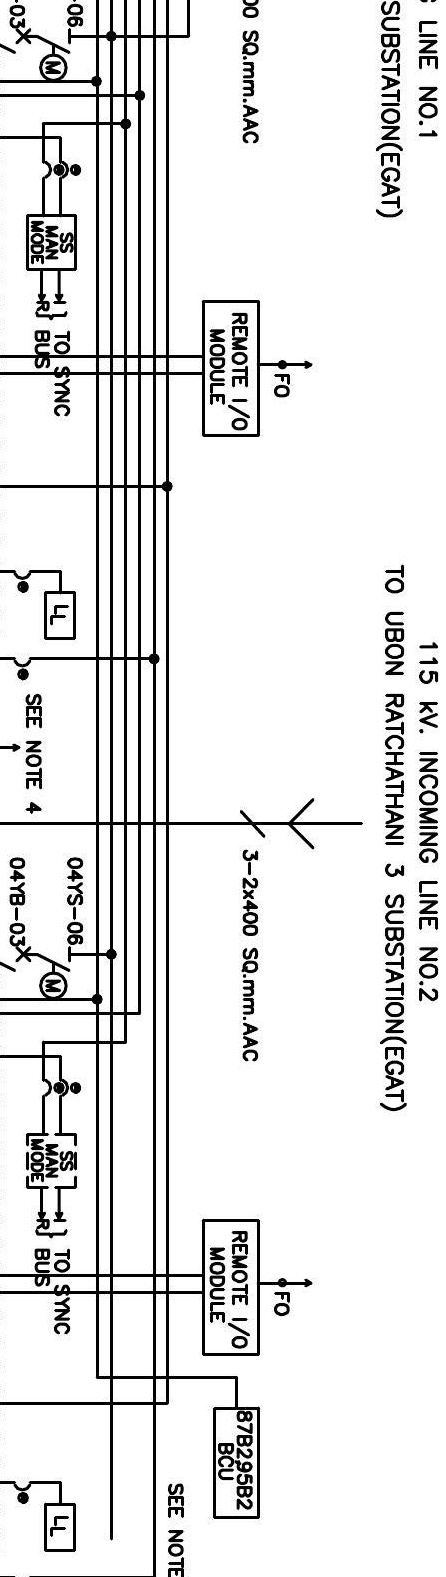 G LINE NO.1
SUBSTATION(EGAT)
00 SQ.mm.AAC
-06
-03
M
SS
MAN
MODE
I
R
} TO SYNC
BUS
REMOTE I/O
MODULE
FO
LL
SEE NOTE 4
115 kV. INCOMING LINE NO.2
TO UBON RATCHATHANI 3 SUBSTATION(EGAT)
3-2x400 SQ.mm.AAC
04YS-06
04YB-03
M
SS
MAN
MODE
I
R
} TO SYNC
BUS
REMOTE I/O
MODULE
FO
87B2,95B2
BCU
SEE NOTE
LL